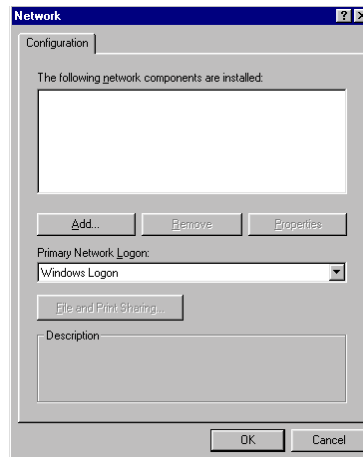 Network
Configuration
The following network components are installed:
Add... Remove Properties
Primary Network Logon:
Windows Logon
File and Print Sharing...
Description
OK Cancel